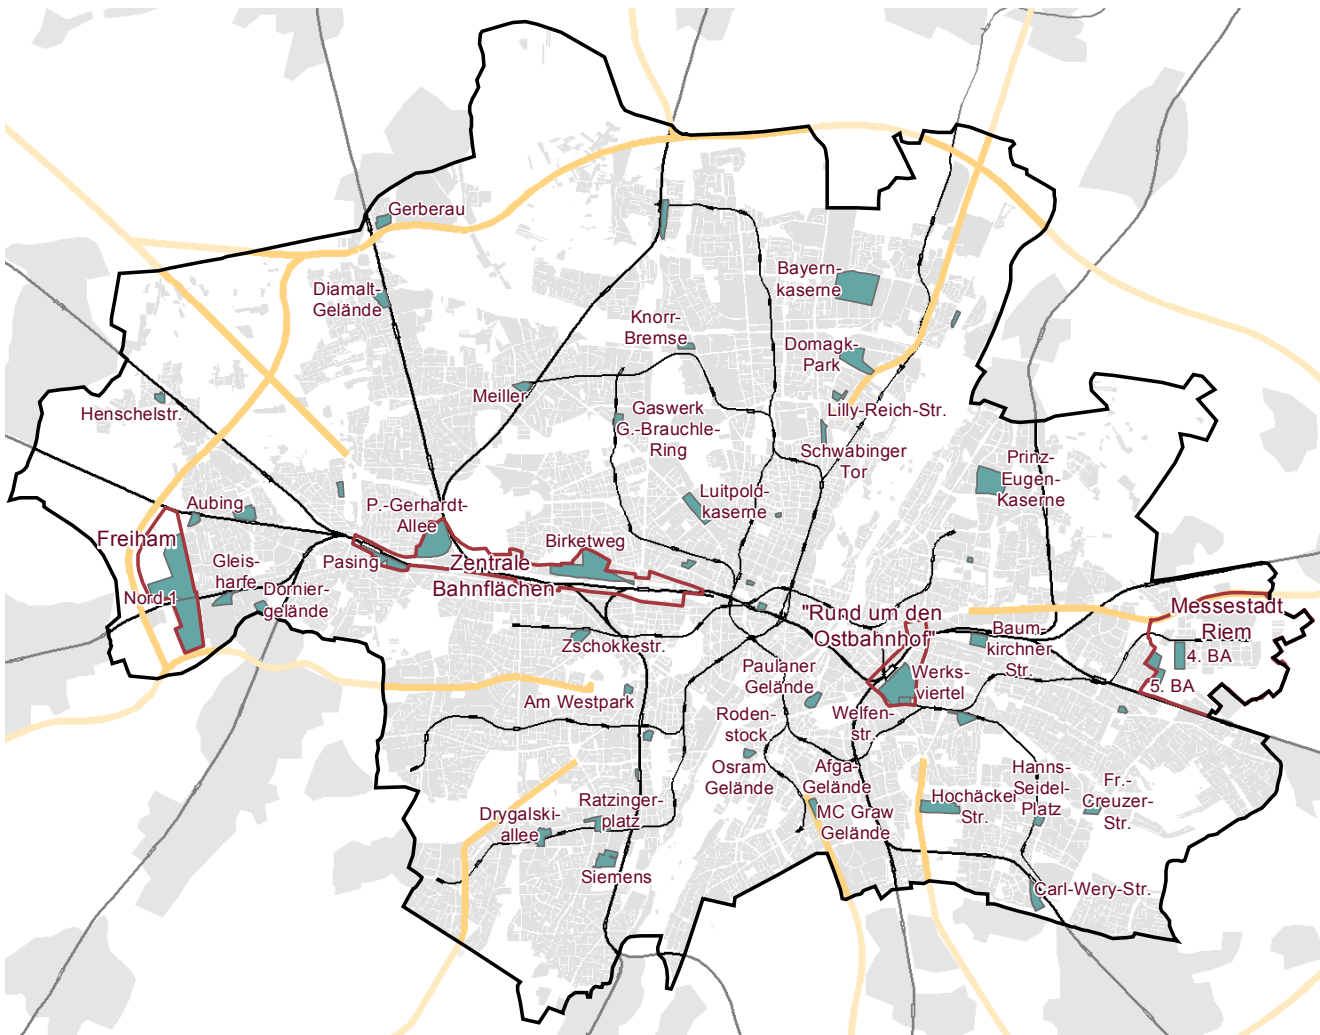 Gerberau
Diamalt-
Gelände
Bayern-
kaserne
Knorr-
Bremse
Domagk-
Park
Meiller
Henschelstr.
Gaswerk
G.-Brauchle-
Ring
Lilly-Reich-Str.
Schwabinger
Tor
Prinz-
Eugen-
Kaserne
Luitpold-
kaserne
Aubing
P.-Gerhardt-
Allee
Freiham
Birketweg
Gleis-
harfe
Pasing
Zentrale
Bahnflächen
Nord 1
Dornier-
gelände
"Rund um den
Ostbahnhof"
Messestadt
Riem
Baum
kirchner
Str.
Zschokkestr.
4. BA
5. BA
Paulaner
Gelände
Werks-
viertel
Am Westpark
Roden-
stock
Welfen-
str.
Osram
Gelände
Afga-
Gelände
Hanns-
Seidel-
Platz
Fr.-
Creuzer-
Str.
Hochäcker
Str.
Ratzinger-
platz
Drygalski-
allee
MC Graw
Gelände
Siemens
Carl-Wery-Str.